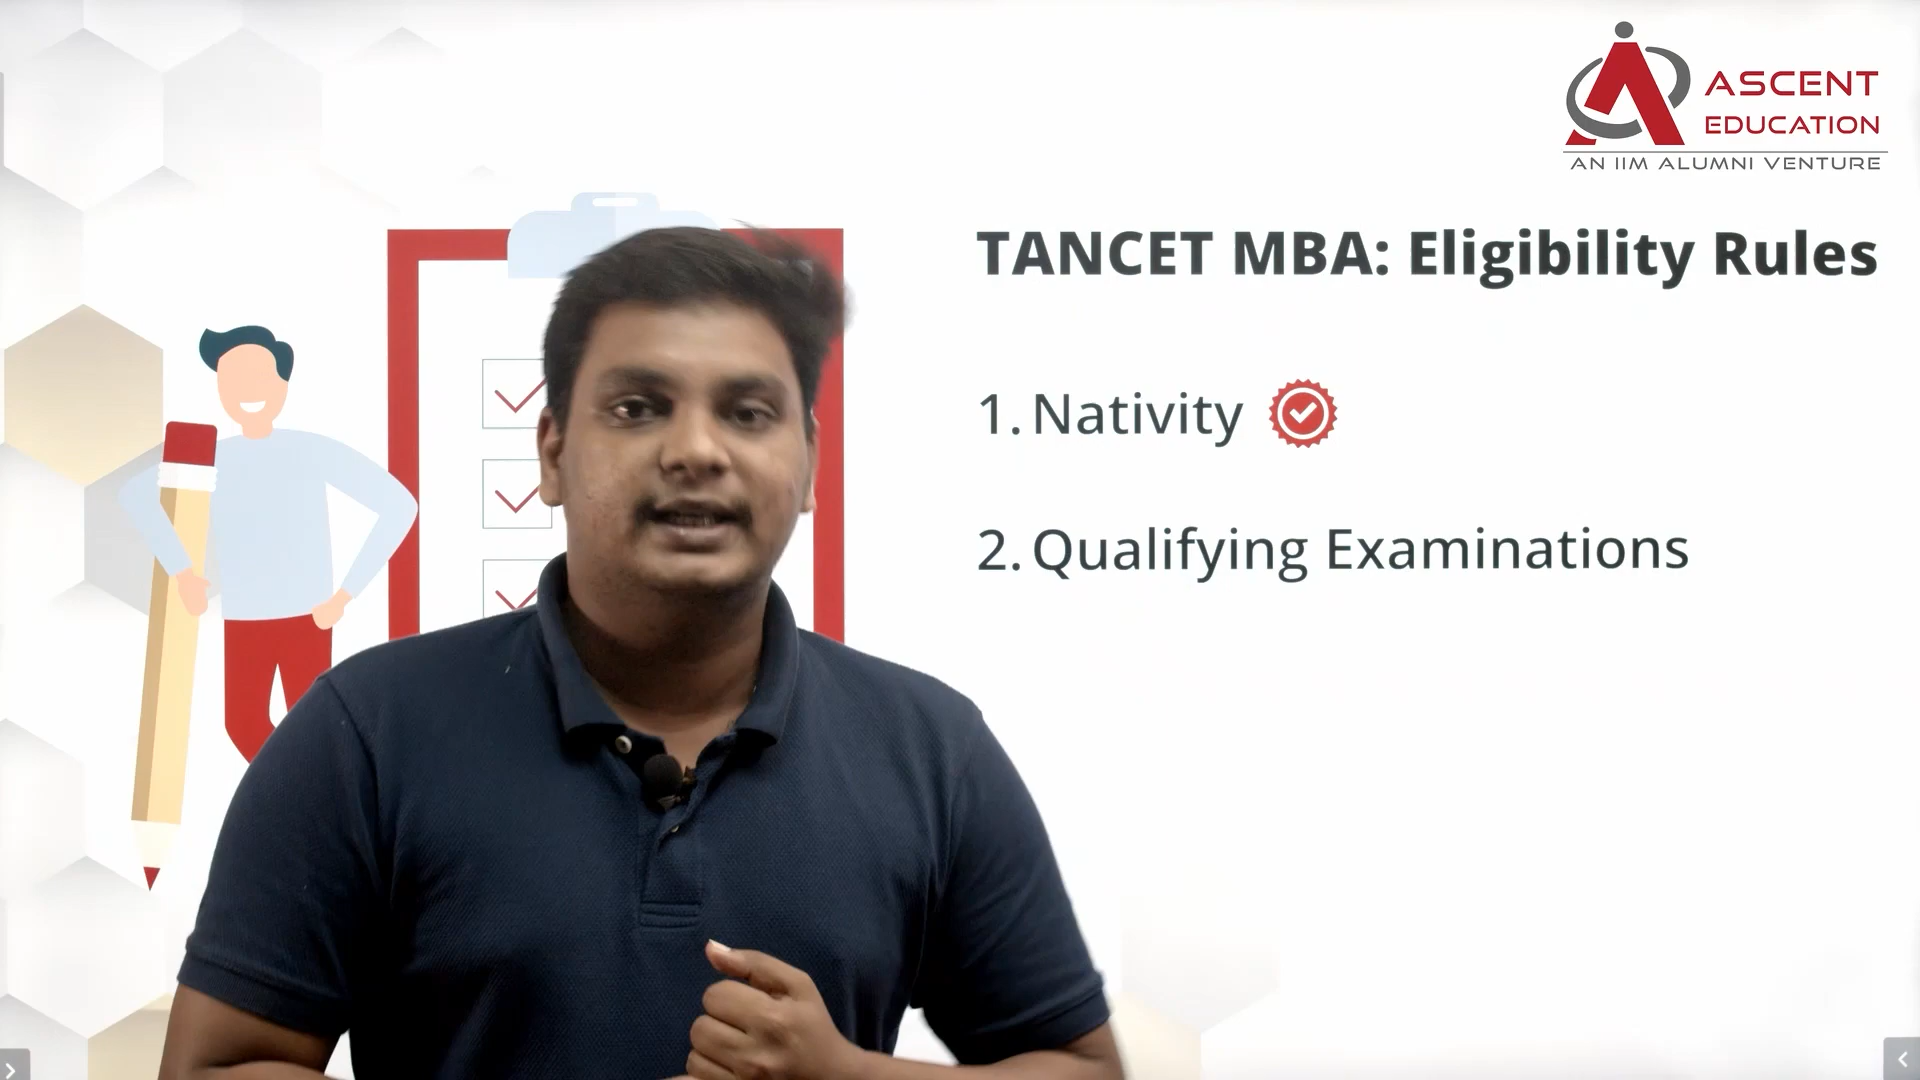 ASCENT
EDUCATION
AN IIM ALUMNI VENTURE
TANCET MBA: Eligibility Rules
1. Nativity
2. Qualifying Examinations